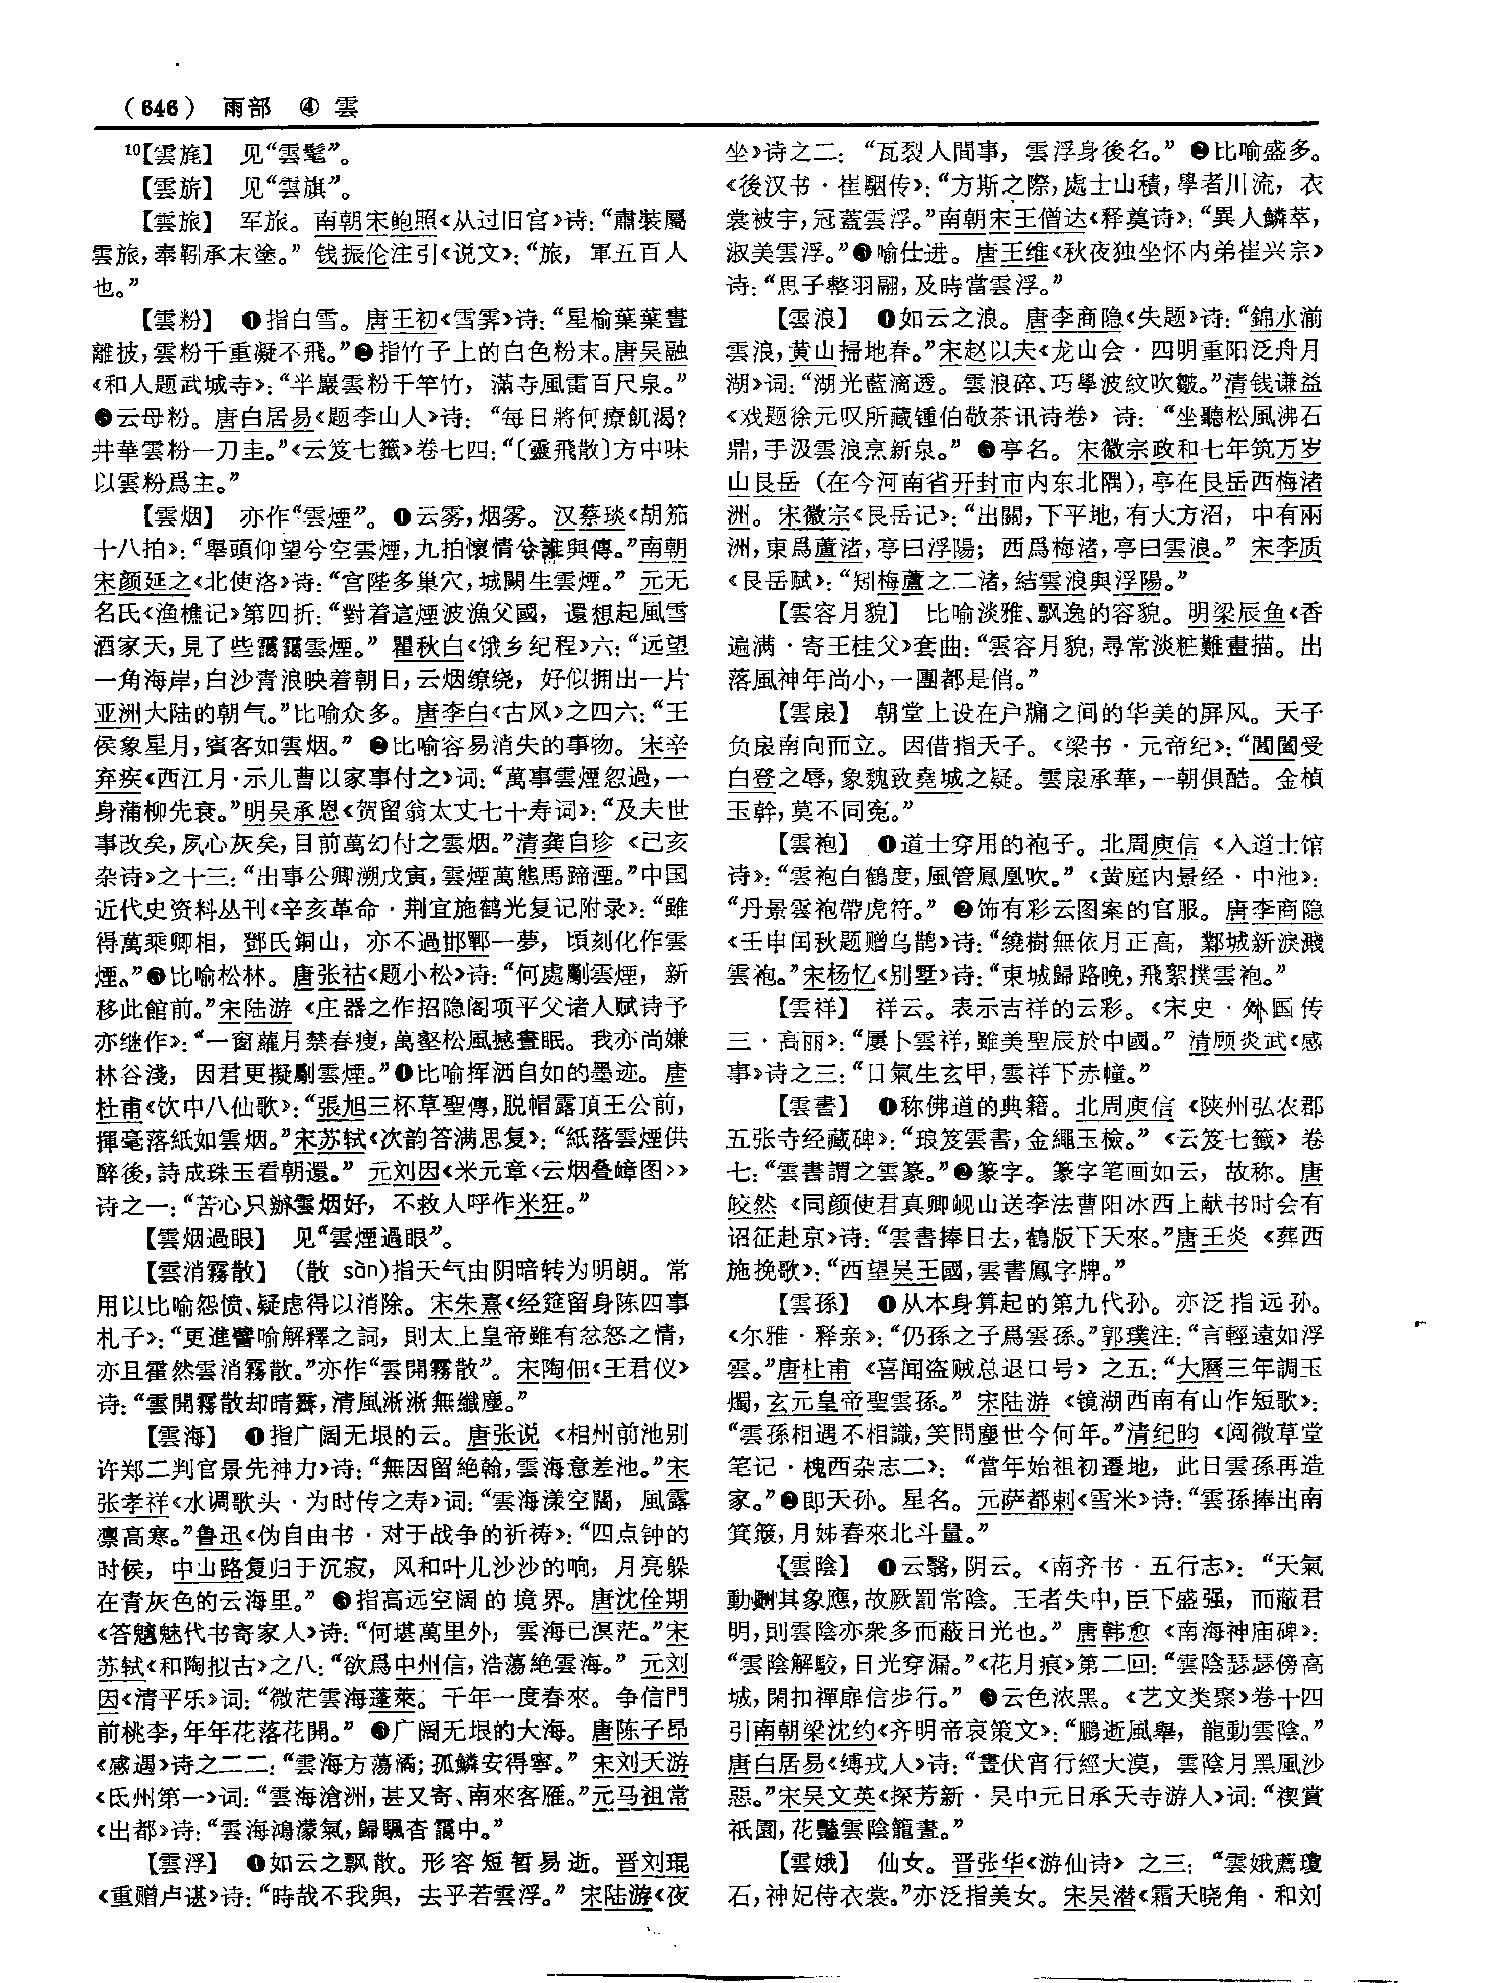 （646） 雨部 ④ 雲
¹⁰【雲旄】 见“雲髦”。
【雲旂】 见“雲旗”。
【雲旅】 军旅。南朝宋鲍照《从过旧宫》诗：“肅裝屬
雲旅，奉靷承末塗。” 钱振伦注引《说文》：“旅，軍五百人
也。”
【雲粉】 ❶指白雪。唐王初《雪霁》诗：“星榆葉葉晝
離披，雲粉千重凝不飛。”❷指竹子上的白色粉末。唐吴融
《和人题武城寺》：“半巖雲粉千竿竹，滿寺風雷百尺泉。”
❸云母粉。唐白居易《题李山人》诗：“每日將何療飢渴？
井華雲粉一刀圭。”《云笈七籤》卷七四：“〔靈飛散〕方中味
以雲粉爲主。”
【雲烟】 亦作“雲煙”。❶云雾，烟雾。汉蔡琰《胡笳
十八拍》：“舉頭仰望兮空雲煙，九拍懷情兮誰與傳。”南朝
宋颜延之《北使洛》诗：“宫陛多巢穴，城闕生雲煙。” 元无
名氏《渔樵记》第四折：“對着這煙波漁父國，還想起風雪
酒家天，見了些靄靄雲煙。” 瞿秋白《饿乡纪程》六：“远望
一角海岸，白沙青浪映着朝日，云烟缭绕，好似拥出一片
亚洲大陆的朝气。”比喻众多。唐李白《古风》之四六：“王
侯象星月，賓客如雲烟。” ❷比喻容易消失的事物。宋辛
弃疾《西江月·示儿曹以家事付之》词：“萬事雲煙忽過，一
身蒲柳先衰。”明吴承恩《贺留翁太丈七十寿词》：“及夫世
事改矣，夙心灰矣，目前萬幻付之雲烟。”清龚自珍《己亥
杂诗》之十三：“出事公卿溯戊寅，雲煙萬態馬蹄湮。”中国
近代史资料丛刊《辛亥革命·荆宜施鹤光复记附录》：“雖
得萬乘卿相，鄧氏銅山，亦不過邯鄲一夢，頃刻化作雲
煙。”❸比喻松林。唐张祜《题小松》诗：“何處劚雲煙，新
移此館前。”宋陆游《庄器之作招隐阁项平父诸人赋诗予
亦继作》：“一窗蘿月禁春瘦，萬壑松風撼晝眠。我亦尚嫌
林谷淺，因君更擬劚雲煙。”❹比喻挥洒自如的墨迹。唐
杜甫《饮中八仙歌》：“張旭三杯草聖傳，脱帽露頂王公前，
揮毫落紙如雲烟。”宋苏轼《次韵答满思复》：“紙落雲煙供
醉後，詩成珠玉看朝還。” 元刘因《米元章〈云烟叠嶂图〉》
诗之一：“苦心只辦雲烟好，不救人呼作米狂。”
【雲烟過眼】 见“雲煙過眼”。
【雲消霧散】 （散 sàn）指天气由阴暗转为明朗。常
用以比喻怨愤、疑虑得以消除。宋朱熹《经筵留身陈四事
札子》：“更進譬喻解釋之詞，則太上皇帝雖有忿怒之情，
亦且霍然雲消霧散。”亦作“雲開霧散”。宋陶佃《王君仪》
诗：“雲開霧散却晴霽，清風淅淅無纖塵。”
【雲海】 ❶指广阔无垠的云。唐张说《相州前池别
许郑二判官景先神力》诗：“無因留絶翰，雲海意差池。”宋
张孝祥《水调歌头·为时传之寿》词：“雲海漾空闊，風露
凜高寒。”鲁迅《伪自由书·对于战争的祈祷》：“四点钟的
时候，中山路复归于沉寂，风和叶儿沙沙的响，月亮躲
在青灰色的云海里。” ❷指高远空阔的境界。唐沈佺期
《答魑魅代书寄家人》诗：“何堪萬里外，雲海已溟茫。”宋
苏轼《和陶拟古》之八：“欲爲中州信，浩蕩絶雲海。” 元刘
因《清平乐》词：“微茫雲海蓬萊。千年一度春來。争信門
前桃李，年年花落花開。” ❸广阔无垠的大海。唐陈子昂
《感遇》诗之二二：“雲海方蕩潏；孤鱗安得寧。” 宋刘天游
《氐州第一》词：“雲海滄洲，甚又寄、南來客雁。”元马祖常
《出都》诗：“雲海鴻濛氣，歸驅杳靄中。”
【雲浮】 ❶如云之飘散。形容短暂易逝。晋刘琨
《重赠卢谌》诗：“時哉不我與，去乎若雲浮。” 宋陆游《夜
坐》诗之二：“瓦裂人間事，雲浮身後名。”❷比喻盛多。
《後汉书·崔駰传》：“方斯之際，處士山積，學者川流，衣
裳被宇，冠蓋雲浮。”南朝宋王僧达《释奠诗》：“異人鱗萃，
淑美雲浮。”❸喻仕进。唐王维《秋夜独坐怀内弟崔兴宗》
诗：“思子整羽翮，及時當雲浮。”
【雲浪】 ❶如云之浪。唐李商隐《失题》诗：“錦水湔
雲浪，黄山掃地春。”宋赵以夫《龙山会·四明重阳泛舟月
湖》词：“湖光藍滴透。雲浪碎、巧學波紋吹皺。”清钱谦益
《戏题徐元叹所藏锺伯敬茶讯诗卷》诗：“坐聽松風沸石
鼎，手汲雲浪烹新泉。” ❷亭名。宋徽宗政和七年筑万岁
山艮岳（在今河南省开封市内东北隅），亭在艮岳西梅渚
洲。宋徽宗《艮岳记》：“出關，下平地，有大方沼，中有兩
洲，東爲蘆渚，亭曰浮陽；西爲梅渚，亭曰雲浪。” 宋李质
《艮岳赋》：“矧梅蘆之二渚，結雲浪與浮陽。”
【雲容月貌】 比喻淡雅、飘逸的容貌。明梁辰鱼《香
遍满·寄王桂父》套曲：“雲容月貌，尋常淡粧難畫描。出
落風神年尚小，一團都是俏。”
【雲扆】 朝堂上设在户牖之间的华美的屏风。天子
负扆南向而立。因借指天子。《梁书·元帝纪》：“閶闔受
白登之辱，象魏致堯城之疑。雲扆承華，一朝俱酷。金楨
玉幹，莫不同寃。”
【雲袍】 ❶道士穿用的袍子。北周庾信《入道士馆
诗》：“雲袍白鶴度，風管鳳凰吹。”《黄庭内景经·中池》：
“丹景雲袍帶虎符。” ❷饰有彩云图案的官服。唐李商隐
《壬申闰秋题赠乌鹊》诗：“繞樹無依月正高，鄴城新淚濺
雲袍。”宋杨忆《别墅》诗：“東城歸路晚，飛絮撲雲袍。”
【雲祥】 祥云。表示吉祥的云彩。《宋史·外国传
三·高丽》：“屢卜雲祥，雖美聖辰於中國。” 清顾炎武《感
事》诗之三：“日氣生玄甲，雲祥下赤幢。”
【雲書】 ❶称佛道的典籍。北周庾信《陕州弘农郡
五张寺经藏碑》：“琅笈雲書，金繩玉檢。”《云笈七籤》卷
七：“雲書謂之雲篆。”❷篆字。篆字笔画如云，故称。唐
皎然《同颜使君真卿岘山送李法曹阳冰西上献书时会有
诏征赴京》诗：“雲書捧日去，鶴版下天來。”唐王炎《葬西
施挽歌》：“西望吴王國，雲書鳳字牌。”
【雲孫】 ❶从本身算起的第九代孙。亦泛指远孙。
《尔雅·释亲》：“仍孫之子爲雲孫。”郭璞注：“言輕遠如浮
雲。”唐杜甫《喜闻盗贼总退口号》之五：“大曆三年調玉
燭，玄元皇帝聖雲孫。” 宋陆游《镜湖西南有山作短歌》：
“雲孫相遇不相識，笑問塵世今何年。”清纪昀《阅微草堂
笔记·槐西杂志二》：“當年始祖初遷地，此日雲孫再造
家。”❷即天孙。星名。元萨都剌《雪米》诗：“雲孫捧出南
箕簸，月姊舂來北斗量。”
【雲陰】 ❶云翳，阴云。《南齐书·五行志》：“天氣
動則其象應，故厥罰常陰。王者失中，臣下盛强，而蔽君
明，則雲陰亦衆多而蔽日光也。” 唐韩愈《南海神庙碑》：
“雲陰解駮，日光穿漏。”《花月痕》第二回：“雲陰瑟瑟傍高
城，閑扣禪扉信步行。” ❷云色浓黑。《艺文类聚》卷十四
引南朝梁沈约《齐明帝哀策文》：“鵬逝風舉，龍動雲陰。”
唐白居易《缚戎人》诗：“晝伏宵行經大漠，雲陰月黑風沙
惡。”宋吴文英《探芳新·吴中元日承天寺游人》词：“禊賞
祇園，花豔雲陰籠晝。”
【雲娥】 仙女。晋张华《游仙诗》之三：“雲娥薦瓊
石，神妃侍衣裳。”亦泛指美女。宋吴潜《霜天晓角·和刘